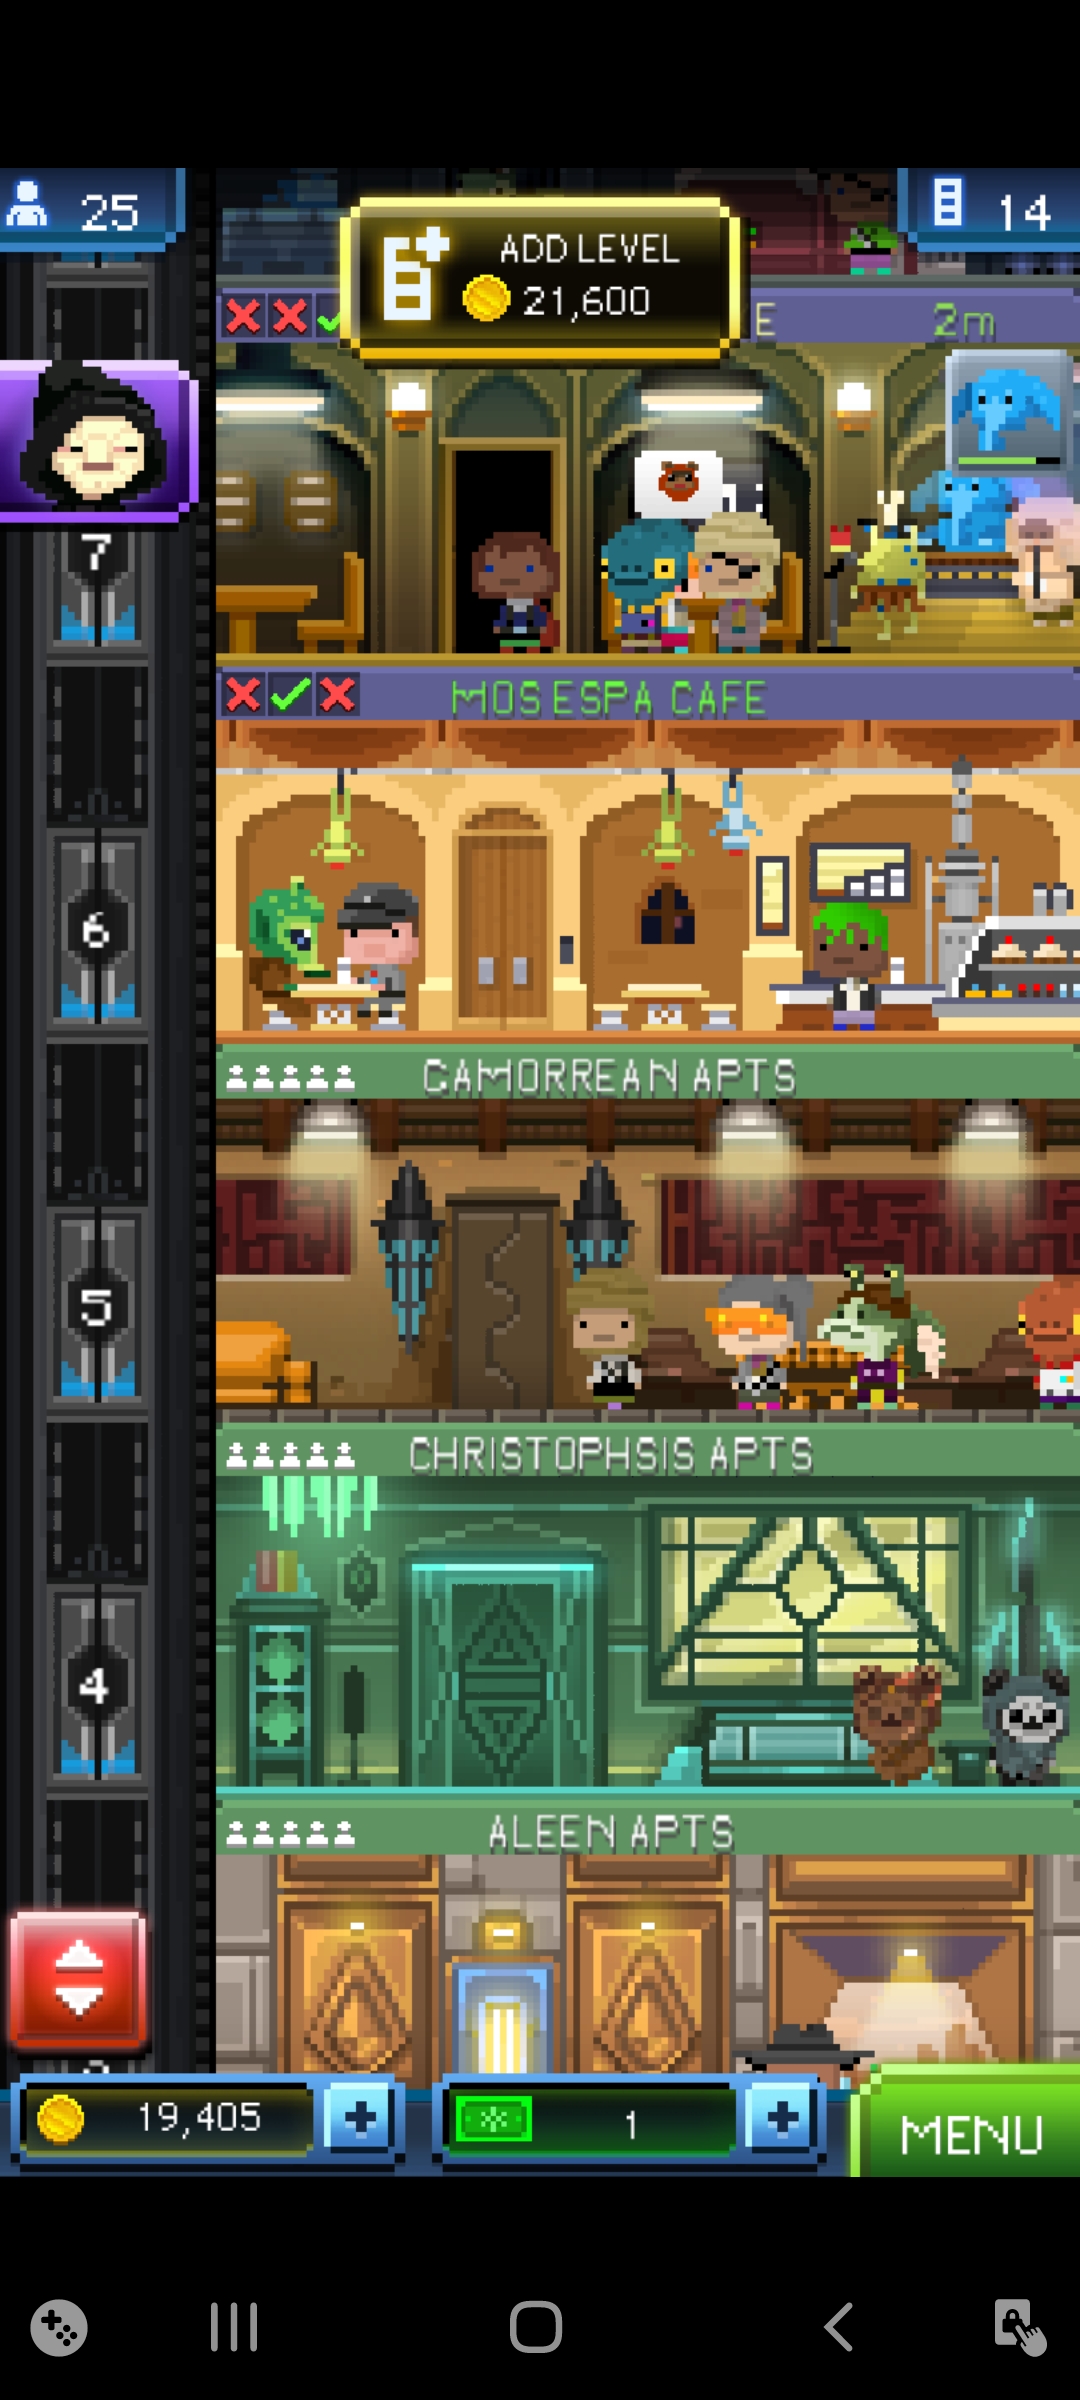 25
ADD LEVEL
21,600
14
E
2m
7
MOS ESPA CAFE
6
CAMORREAN APTS
5
CHRISTOPHSIS APTS
4
ALEEN APTS
19,405
1
MENU